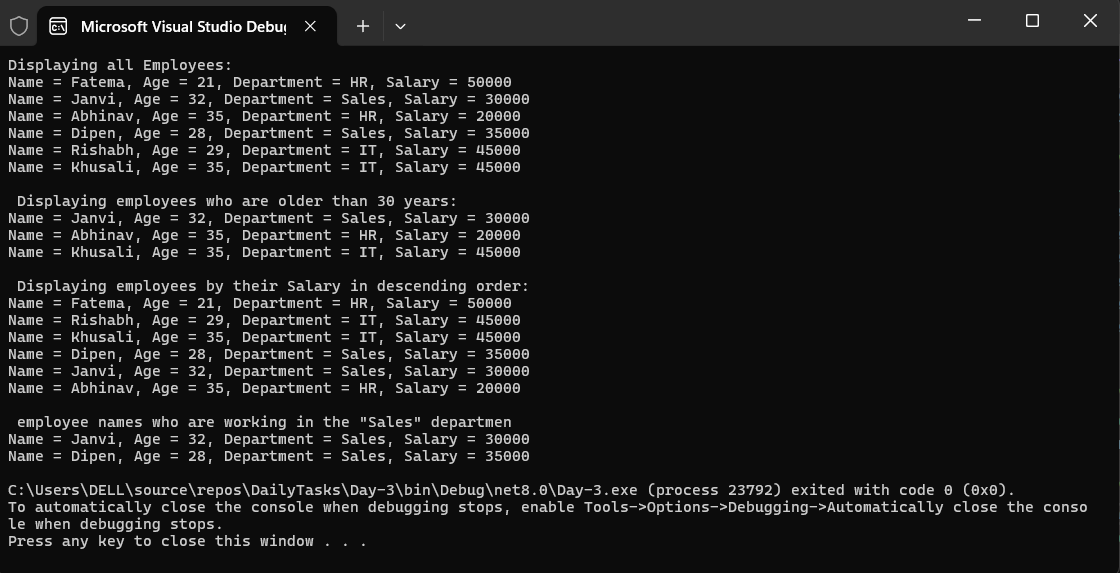 Microsoft Visual Studio Debug
Displaying all Employees:
Name = Fatema, Age = 21, Department = HR, Salary = 50000
Name = Janvi, Age = 32, Department = Sales, Salary = 30000
Name = Abhinav, Age = 35, Department = HR, Salary = 20000
Name = Dipen, Age = 28, Department = Sales, Salary = 35000
Name = Rishabh, Age = 29, Department = IT, Salary = 45000
Name = Khusali, Age = 35, Department = IT, Salary = 45000
 Displaying employees who are older than 30 years:
Name = Janvi, Age = 32, Department = Sales, Salary = 30000
Name = Abhinav, Age = 35, Department = HR, Salary = 20000
Name = Khusali, Age = 35, Department = IT, Salary = 45000
 Displaying employees by their Salary in descending order:
Name = Fatema, Age = 21, Department = HR, Salary = 50000
Name = Rishabh, Age = 29, Department = IT, Salary = 45000
Name = Khusali, Age = 35, Department = IT, Salary = 45000
Name = Dipen, Age = 28, Department = Sales, Salary = 35000
Name = Janvi, Age = 32, Department = Sales, Salary = 30000
Name = Abhinav, Age = 35, Department = HR, Salary = 20000
 employee names who are working in the "Sales" departmen
Name = Janvi, Age = 32, Department = Sales, Salary = 30000
Name = Dipen, Age = 28, Department = Sales, Salary = 35000
C:\Users\DELL\source\repos\DailyTasks\Day-3\bin\Debug\net8.0\Day-3.exe (process 23792) exited with code 0 (0x0).
To automatically close the console when debugging stops, enable Tools->Options->Debugging->Automatically close the conso
le when debugging stops.
Press any key to close this window . . .